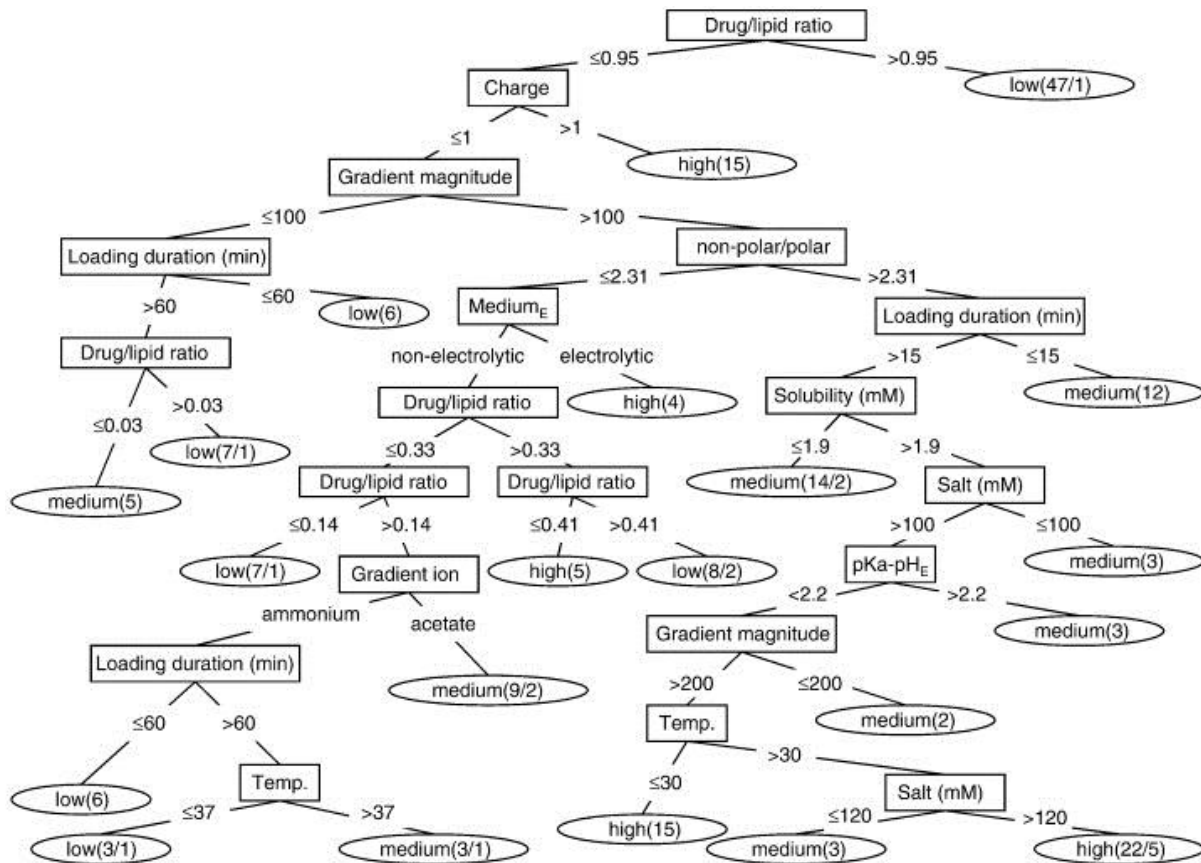 Drug/lipid ratio
≤0.95
>0.95
Charge
low(47/1)
≤1
>1
high(15)
Gradient magnitude
≤100
>100
Loading duration (min)
non-polar/polar
≤2.31
>2.31
>60
≤60
low(6)
Medium_E
Loading duration (min)
Drug/lipid ratio
non-electrolytic
electrolytic
>15
≤15
Drug/lipid ratio
high(4)
Solubility (mM)
medium(12)
≤0.03
>0.03
low(7/1)
≤0.33
>0.33
≤1.9
>1.9
medium(5)
Drug/lipid ratio
Drug/lipid ratio
medium(14/2)
Salt (mM)
≤0.14
>0.14
≤0.41
>0.41
>100
≤100
low(7/1)
Gradient ion
high(5)
low(8/2)
pKa-pH_E
medium(3)
ammonium
acetate
<2.2
>2.2
Loading duration (min)
Gradient magnitude
medium(3)
medium(9/2)
>200
≤200
≤60
>60
Temp.
medium(2)
low(6)
Temp.
≤30
>30
≤37
>37
high(15)
Salt (mM)
≤120
>120
low(3/1)
medium(3/1)
medium(3)
high(22/5)